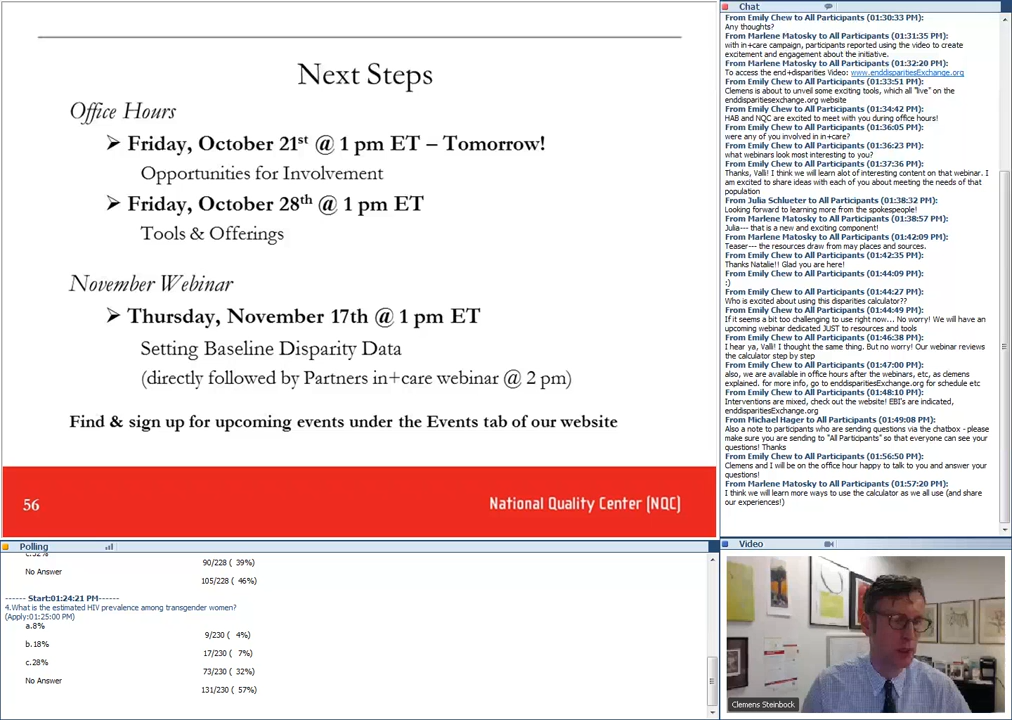 Next Steps
Office Hours
➢ Friday, October 21st @ 1 pm ET – Tomorrow!
Opportunities for Involvement
➢ Friday, October 28th @ 1 pm ET
Tools & Offerings
November Webinar
➢ Thursday, November 17th @ 1 pm ET
Setting Baseline Disparity Data
(directly followed by Partners in+care webinar @ 2 pm)
Find & sign up for upcoming events under the Events tab of our website
56
National Quality Center (NQC)
Chat
From Emily Chew to All Participants (01:30:33 PM):
Any thoughts?
From Marlene Matosky to All Participants (01:31:35 PM):
with in+care campaign, participants reported using the video to create
excitement and engagement about the initiative.
From Marlene Matosky to All Participants (01:32:20 PM):
To access the end+disparities Video: www.enddisparitiesExchange.org
From Emily Chew to All Participants (01:33:51 PM):
Clemens is about to unveil some exciting tools, which all "live" on the
enddisparitiesexchange.org website
From Marlene Matosky to All Participants (01:34:42 PM):
HAB and NQC are excited to meet with you during office hours!
From Emily Chew to All Participants (01:36:05 PM):
were any of you involved in in+care?
From Emily Chew to All Participants (01:36:23 PM):
what webinars look most interesting to you?
From Marlene Matosky to All Participants (01:37:36 PM):
Thanks, Valli! I think we will learn alot of interesting content on that webinar. I
am excited to share ideas with each of you about meeting the needs of that
population
From Julia Schlueter to All Participants (01:38:32 PM):
Looking forward to learning more from the spokespeople!
From Marlene Matosky to All Participants (01:38:57 PM):
Julia--- that is a new and exciting component!
From Marlene Matosky to All Participants (01:42:09 PM):
Teaser--- the resources draw from may places and sources.
From Emily Chew to All Participants (01:42:35 PM):
Thanks Natalie!! Glad you are here!
From Emily Chew to All Participants (01:44:09 PM):
:)
From Emily Chew to All Participants (01:44:27 PM):
Who is excited about using this disparities calculator??
From Emily Chew to All Participants (01:44:49 PM):
If it seems a bit too challenging to use right now... No worry! We will have an
upcoming webinar dedicated JUST to resources and tools
From Emily Chew to All Participants (01:46:38 PM):
I hear ya, Valli! I thought the same thing. But no worry! Our webinar reviews
the calculator step by step
From Emily Chew to All Participants (01:47:00 PM):
also, we are available in office hours after the webinars, etc, as clemens
explained. for more info, go to enddisparitiesExchange.org for schedule etc
From Emily Chew to All Participants (01:48:10 PM):
Interventions are mixed, check out the website! EBI's are indicated,
enddisparitiesExchange.org
From Michael Hager to All Participants (01:49:08 PM):
Also a note to participants who are sending questions via the chatbox - please
make sure you are sending to "All Participants" so that everyone can see your
questions! Thanks
From Emily Chew to All Participants (01:56:50 PM):
Clemens and I will be on the office hour happy to talk to you and answer your
questions!
From Marlene Matosky to All Participants (01:57:20 PM):
I think we will learn more ways to use the calculator as we all use (and share
our experiences!)
Polling
90/228 ( 39%)
No Answer
105/228 ( 46%)
------ Start:01:24:21 PM------
4.What is the estimated HIV prevalence among transgender women?
(Apply:01:25:00 PM)
a.8%
9/230 ( 4%)
b.18%
17/230 ( 7%)
c.28%
73/230 ( 32%)
No Answer
131/230 ( 57%)
Video
Clemens Steinbock